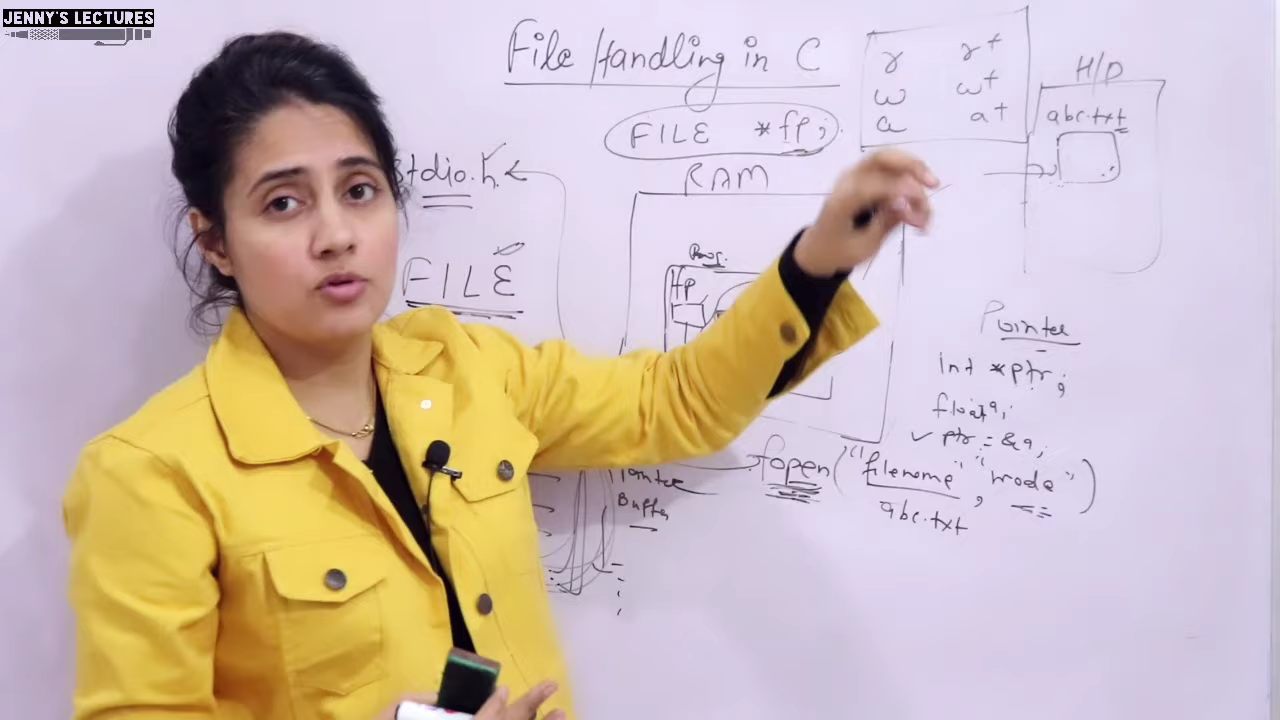 JENNY'S LECTURES
File Handling in C
r r+
w w+
a a+
H/D
abc.txt
FILE *fp;
stdio.h
RAM
FILE
Prog.
fp
Pointer
int *ptr;
float a;
ptr = &a;
fopen("filename", "mode")
abc.txt
Pointer
Buffer